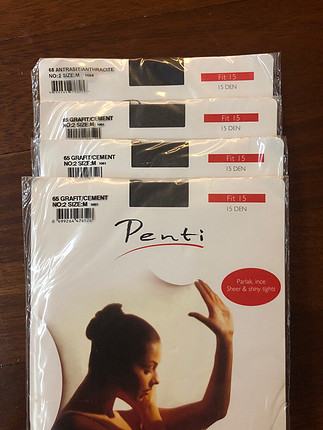 68 ANTRASIT/ANTHRACITE
NO:2 SIZE:M
Fit 15
15 DEN
65 GRAFIT/CEMENT
NO:2 SIZE:M
Fit 15
15 DEN
65 GRAFIT/CEMENT
NO:2 SIZE:M
Fit 15
15 DEN
65 GRAFIT/CEMENT
NO:2 SIZE:M
Fit 15
15 DEN
Penti
Parlak, ince
Sheer & shiny tights